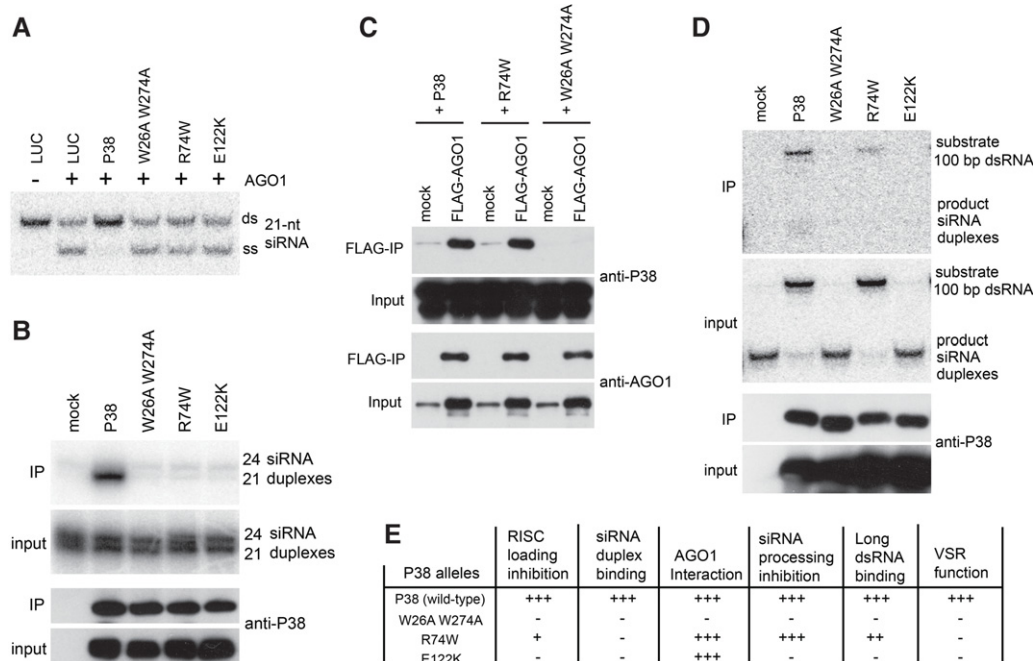 A
LUC
LUC
P38
W26A W274A
R74W
E122K
- + + + + + AGO1
ds
21-nt
siRNA
ss
B
mock
P38
W26A W274A
R74W
E122K
IP
24 siRNA
21 duplexes
input
24 siRNA
21 duplexes
IP
anti-P38
input
C
+ P38
+ R74W
+ W26A W274A
mock
FLAG-AGO1
mock
FLAG-AGO1
mock
FLAG-AGO1
FLAG-IP
anti-P38
Input
FLAG-IP
anti-AGO1
Input
D
mock
P38
W26A W274A
R74W
E122K
IP
substrate
100 bp dsRNA
product
siRNA
duplexes
input
substrate
100 bp dsRNA
product
siRNA
duplexes
IP
anti-P38
input
E
P38 alleles
RISC
loading
inhibition
siRNA
duplex
binding
AGO1
Interaction
siRNA
processing
inhibition
Long
dsRNA
binding
VSR
function
P38 (wild-type) +++ +++ +++ +++ +++ +++
W26A W274A - - - - - -
R74W + - +++ +++ ++ -
E122K - - +++ - - -